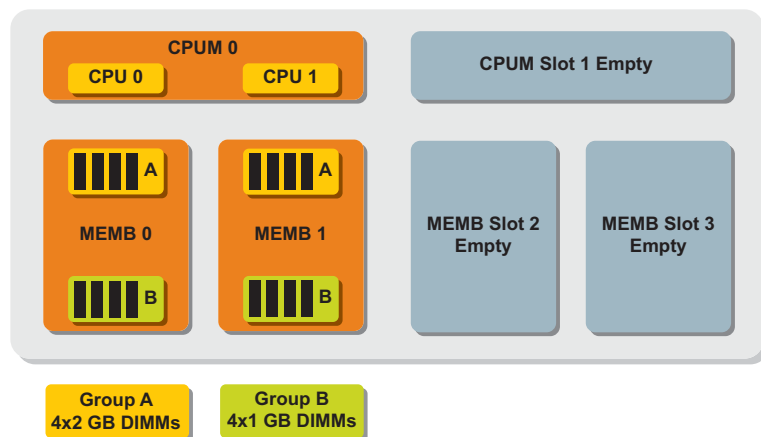 CPUM 0
CPU 0
CPU 1
CPUM Slot 1 Empty
A
MEMB 0
B
A
MEMB 1
B
MEMB Slot 2
Empty
MEMB Slot 3
Empty
Group A
4x2 GB DIMMs
Group B
4x1 GB DIMMs